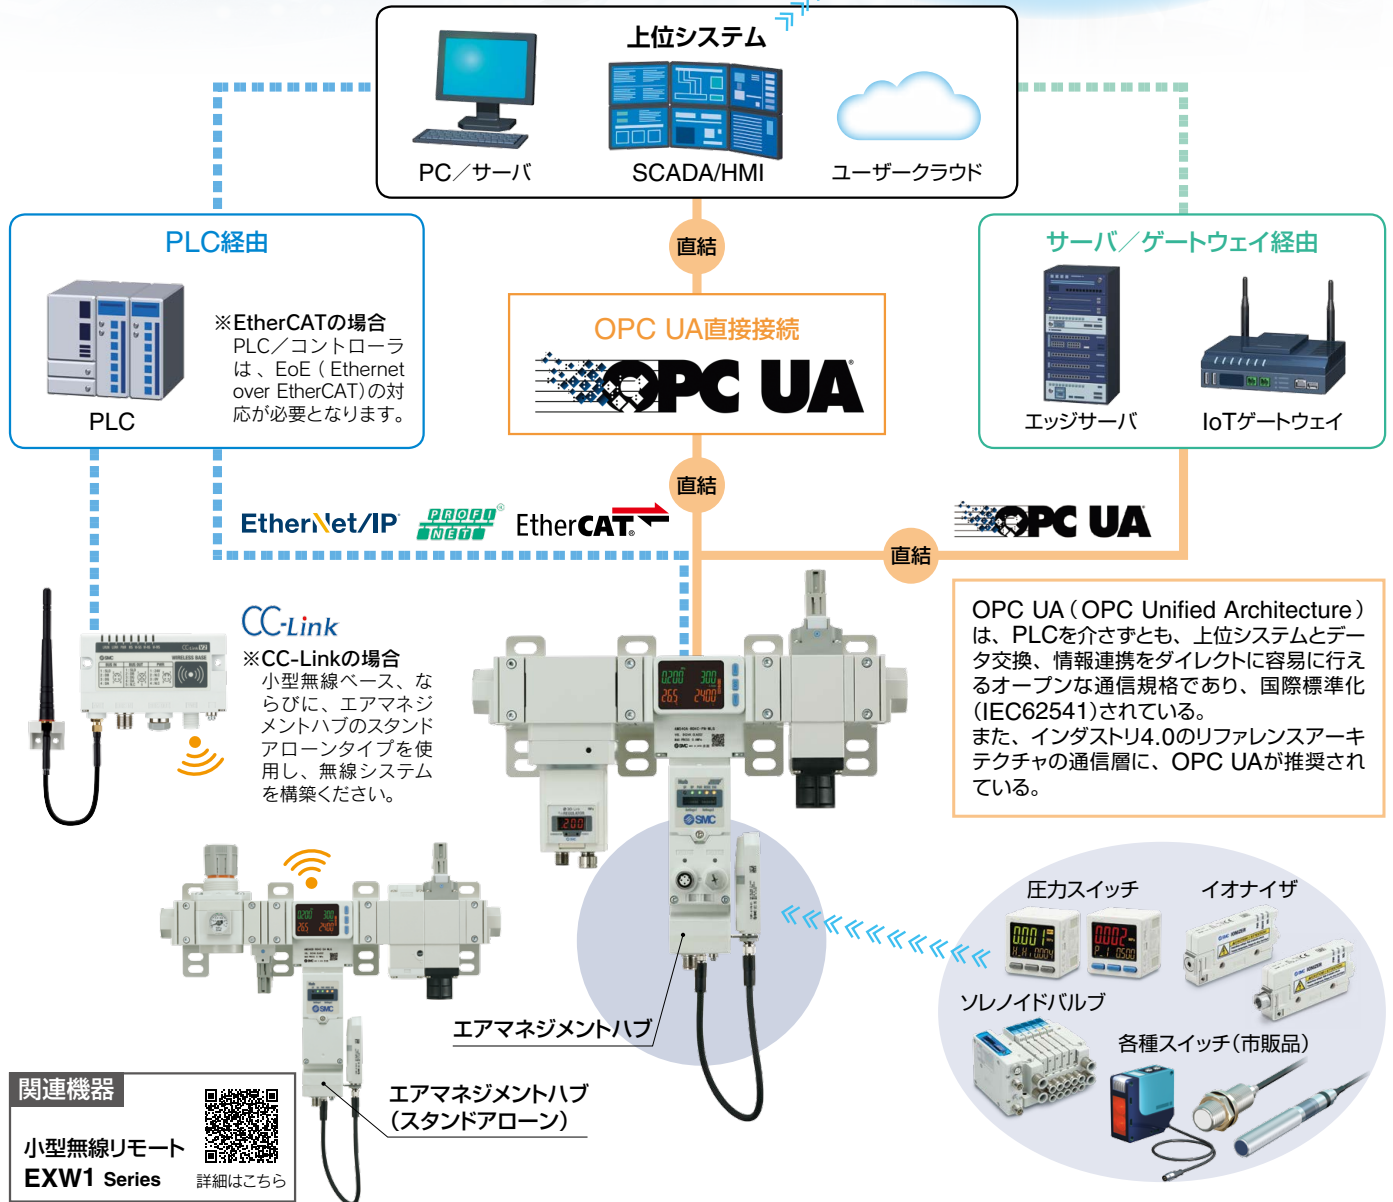 上位システム
PC／サーバ
SCADA/HMI
ユーザークラウド
PLC経由
PLC
※EtherCATの場合
PLC／コントローラ
は、EoE（Ethernet
over EtherCAT）の対
応が必要となります。
直結
OPC UA直接接続
OPC UA
直結
サーバ／ゲートウェイ経由
エッジサーバ
IoTゲートウェイ
EtherNet/IP
PROFI
NET
EtherCAT
直結
OPC UA
CC-Link
※CC-Linkの場合
小型無線ベース、な
らびに、エアマネジ
メントハブのスタンド
アローンタイプを使
用し、無線システム
を構築ください。
WIRELESS BASE
OPC UA（OPC Unified Architecture）
は、PLCを介さずとも、上位システムとデー
タ交換、情報連携をダイレクトに容易に行え
るオープンな通信規格であり、国際標準化
（IEC62541）されている。
また、インダストリ4.0のリファレンスアーキ
テクチャの通信層に、OPC UAが推奨され
ている。
0.200 300
265 2400
SMC
圧力スイッチ
イオナイザ
ソレノイドバルブ
各種スイッチ（市販品）
エアマネジメントハブ
エアマネジメントハブ
（スタンドアローン）
SMC
関連機器
小型無線リモート
EXW1 Series
詳細はこちら